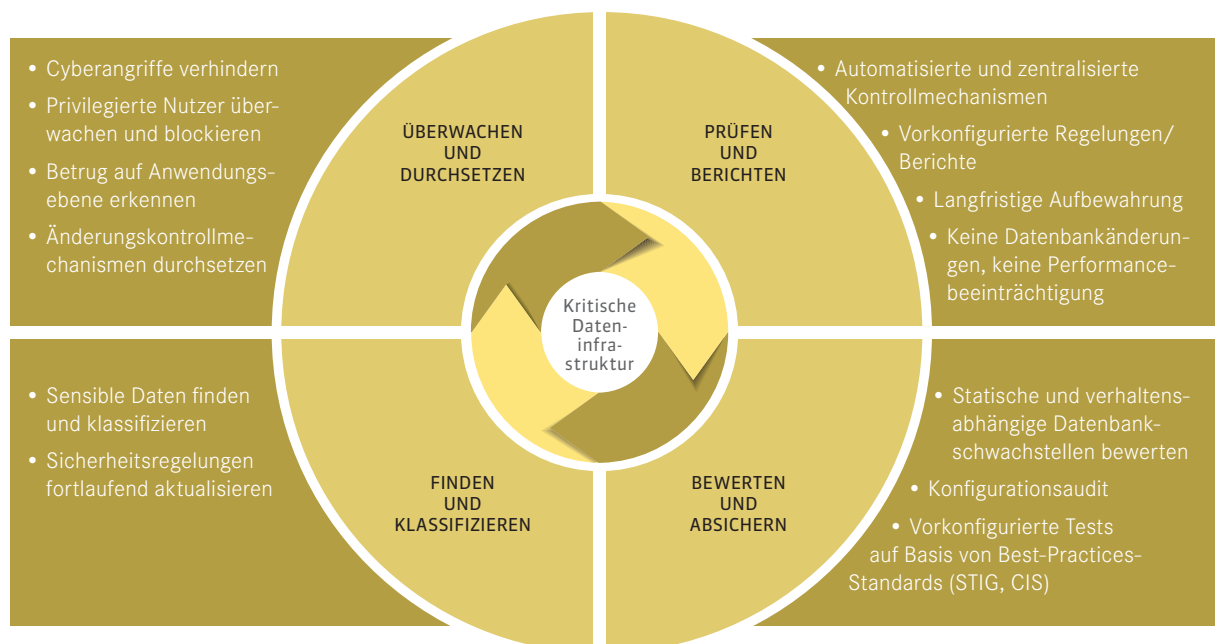 • Cyberangriffe verhindern
• Privilegierte Nutzer über-
wachen und blockieren
• Betrug auf Anwendungs-
ebene erkennen
• Änderungskontrollme-
chanismen durchsetzen
ÜBERWACHEN
UND
DURCHSETZEN
PRÜFEN
UND
BERICHTEN
• Automatisierte und zentralisierte
Kontrollmechanismen
• Vorkonfigurierte Regelungen/
Berichte
• Langfristige Aufbewahrung
• Keine Datenbankänderun-
gen, keine Performance-
beeinträchtigung
Kritische
Daten-
infra-
struktur
• Sensible Daten finden
und klassifizieren
• Sicherheitsregelungen
fortlaufend aktualisieren
FINDEN
UND
KLASSIFIZIEREN
BEWERTEN
UND
ABSICHERN
• Statische und verhaltens-
abhängige Datenbank-
schwachstellen bewerten
• Konfigurationsaudit
• Vorkonfigurierte Tests
auf Basis von Best-Practices-
Standards (STIG, CIS)